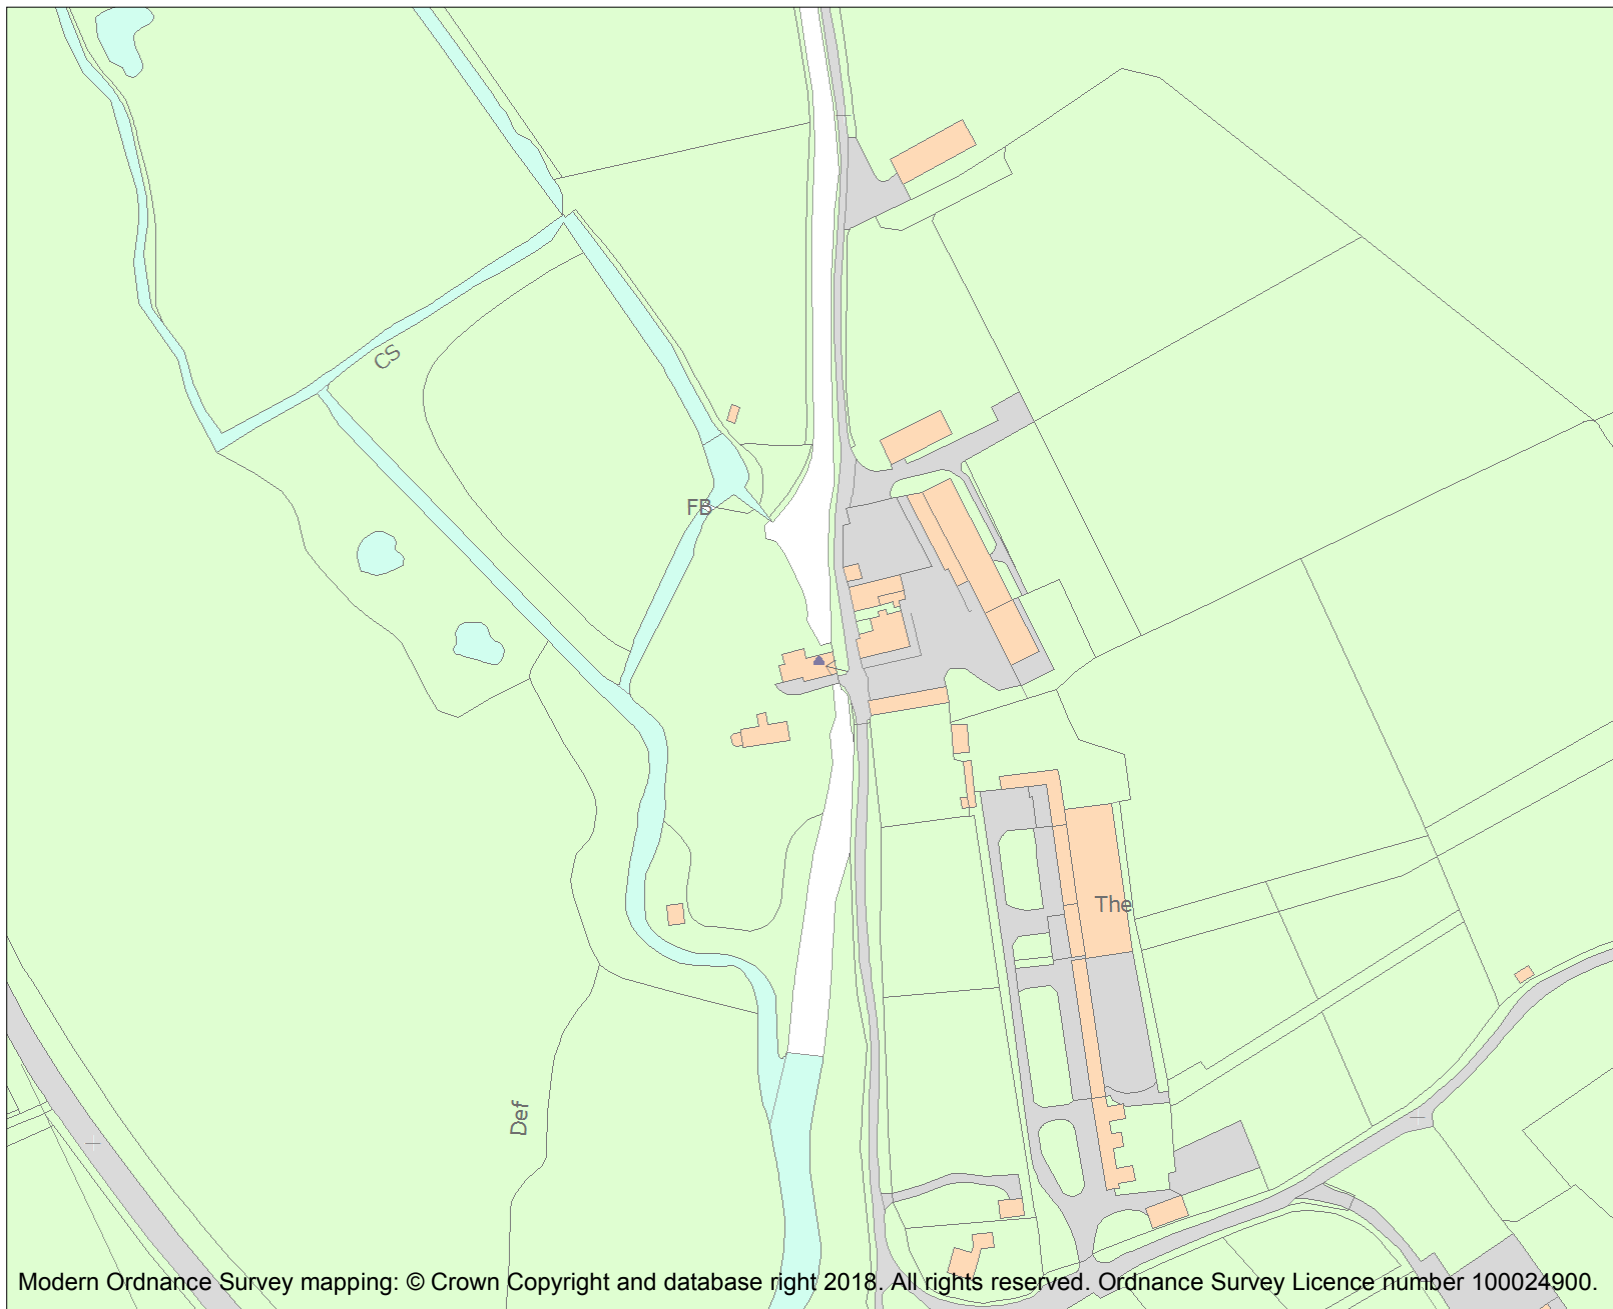 CS
FB
The
Def
Modern Ordnance Survey mapping: © Crown Copyright and database right 2018. All rights reserved. Ordnance Survey Licence number 100024900.